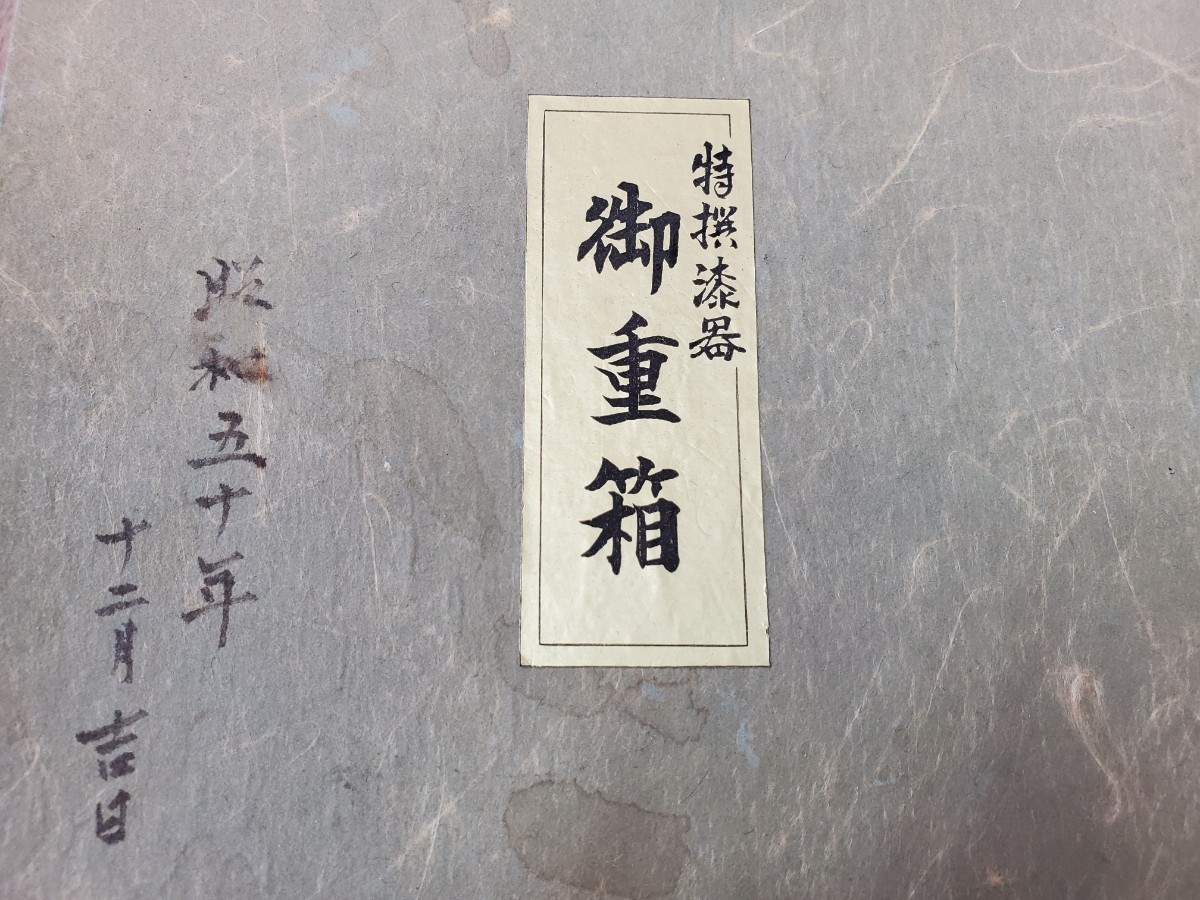 特撰漆器
御重箱
昭和五十年
十二月吉日